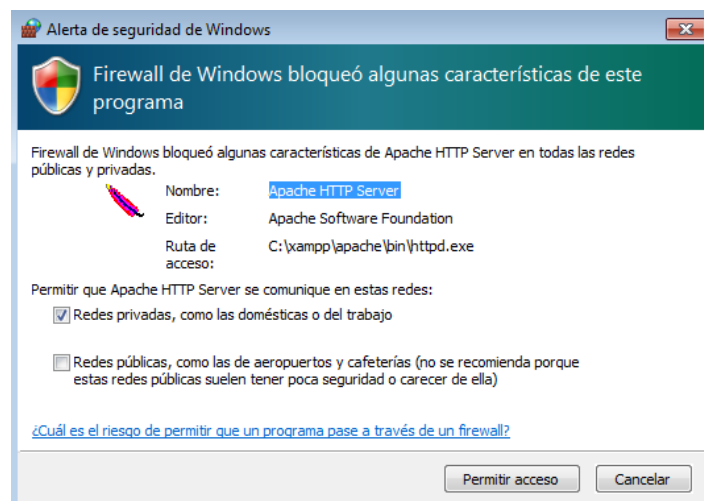 Alerta de seguridad de Windows
Firewall de Windows bloqueó algunas características de este
programa
Firewall de Windows bloqueó algunas características de Apache HTTP Server en todas las redes
públicas y privadas.
Nombre: Apache HTTP Server
Editor: Apache Software Foundation
Ruta de C:\xampp\apache\bin\httpd.exe
acceso:
Permitir que Apache HTTP Server se comunique en estas redes:
Redes privadas, como las domésticas o del trabajo
Redes públicas, como las de aeropuertos y cafeterías (no se recomienda porque
estas redes públicas suelen tener poca seguridad o carecer de ella)
¿Cuál es el riesgo de permitir que un programa pase a través de un firewall?
Permitir acceso Cancelar